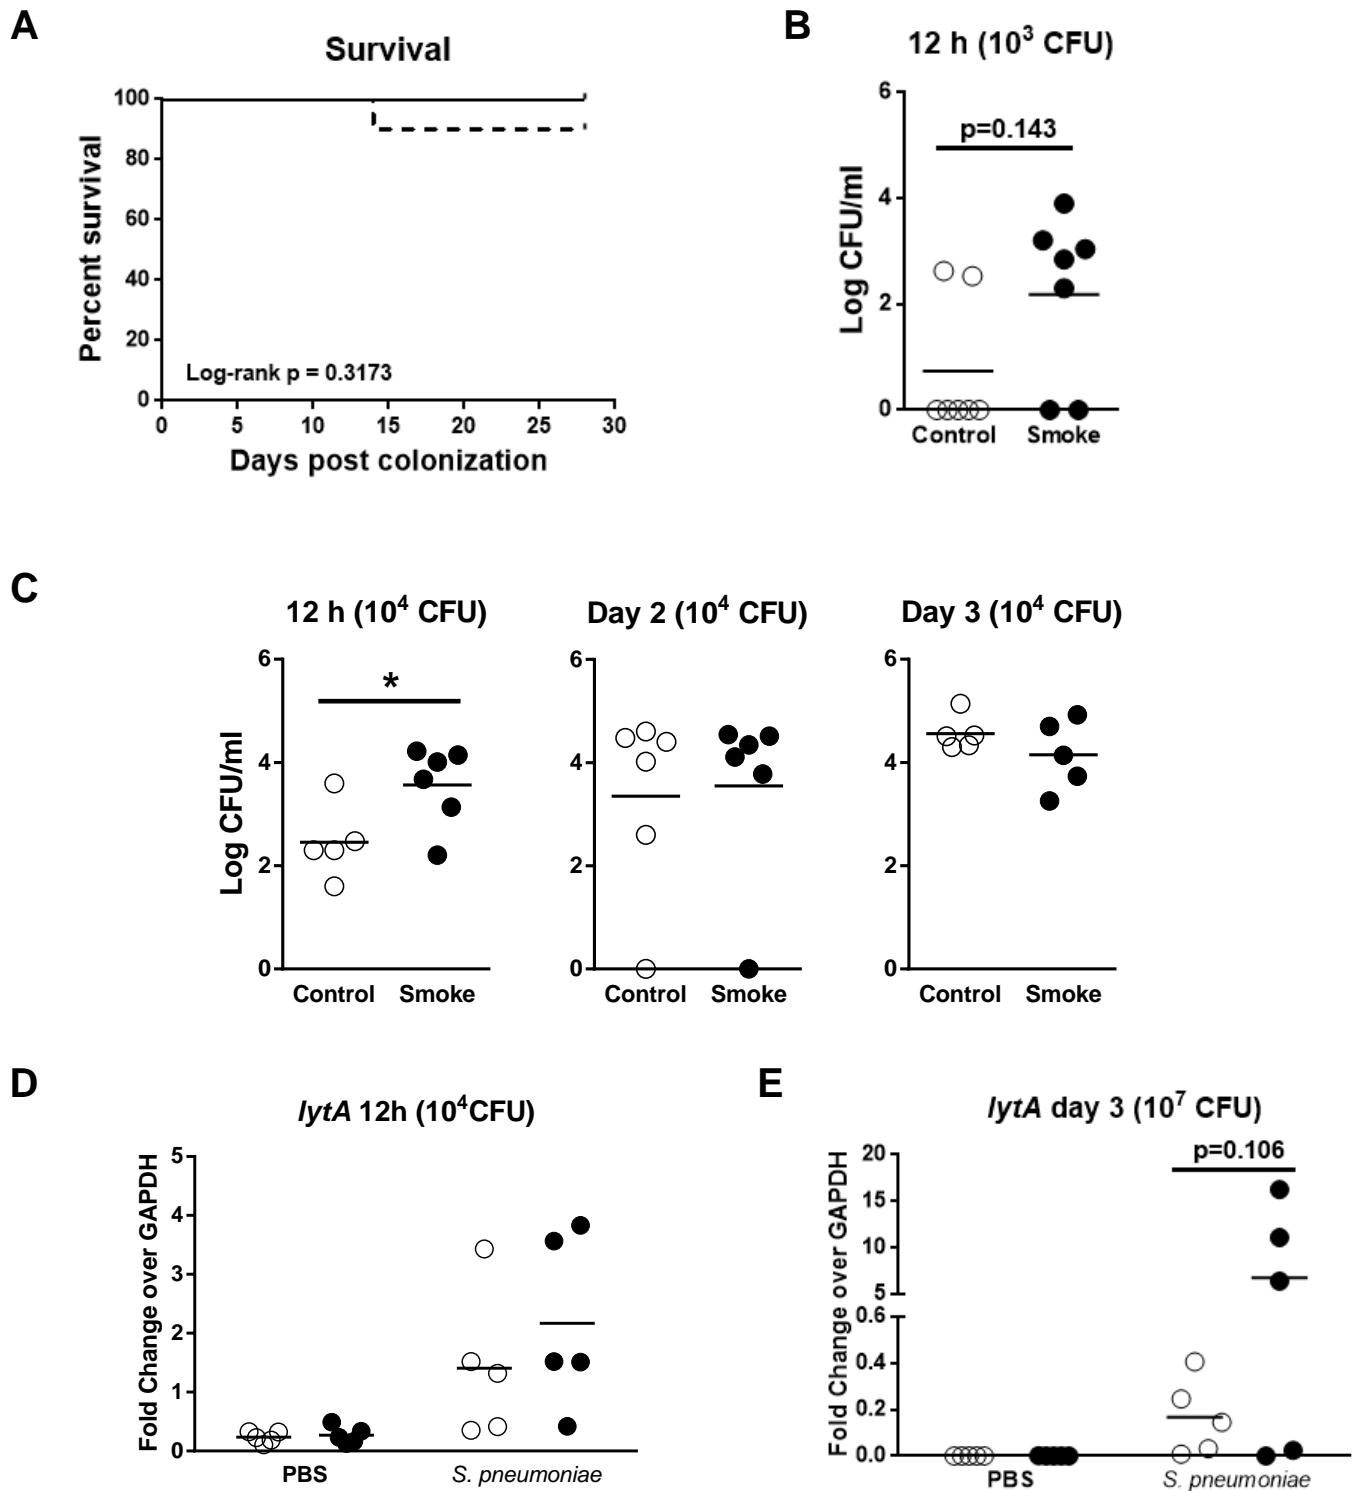 A
Survival
Percent survival
100
80
60
40
20
0
Log-rank p = 0.3173
0 5 10 15 20 25 30
Days post colonization
B
12 h (10³ CFU)
Log CFU/ml
6
4
2
0
p=0.143
Control Smoke
C
12 h (10⁴ CFU)
Log CFU/ml
6
4
2
0
*
Control Smoke
Day 2 (10⁴ CFU)
6
4
2
0
Control Smoke
Day 3 (10⁴ CFU)
6
4
2
0
Control Smoke
D
lytA 12h (10⁴CFU)
Fold Change over GAPDH
5
4
3
2
1
0
PBS S. pneumoniae
E
lytA day 3 (10⁷ CFU)
Fold Change over GAPDH
20
15
10
5
0.6
0.4
0.2
0.0
p=0.106
PBS S. pneumoniae